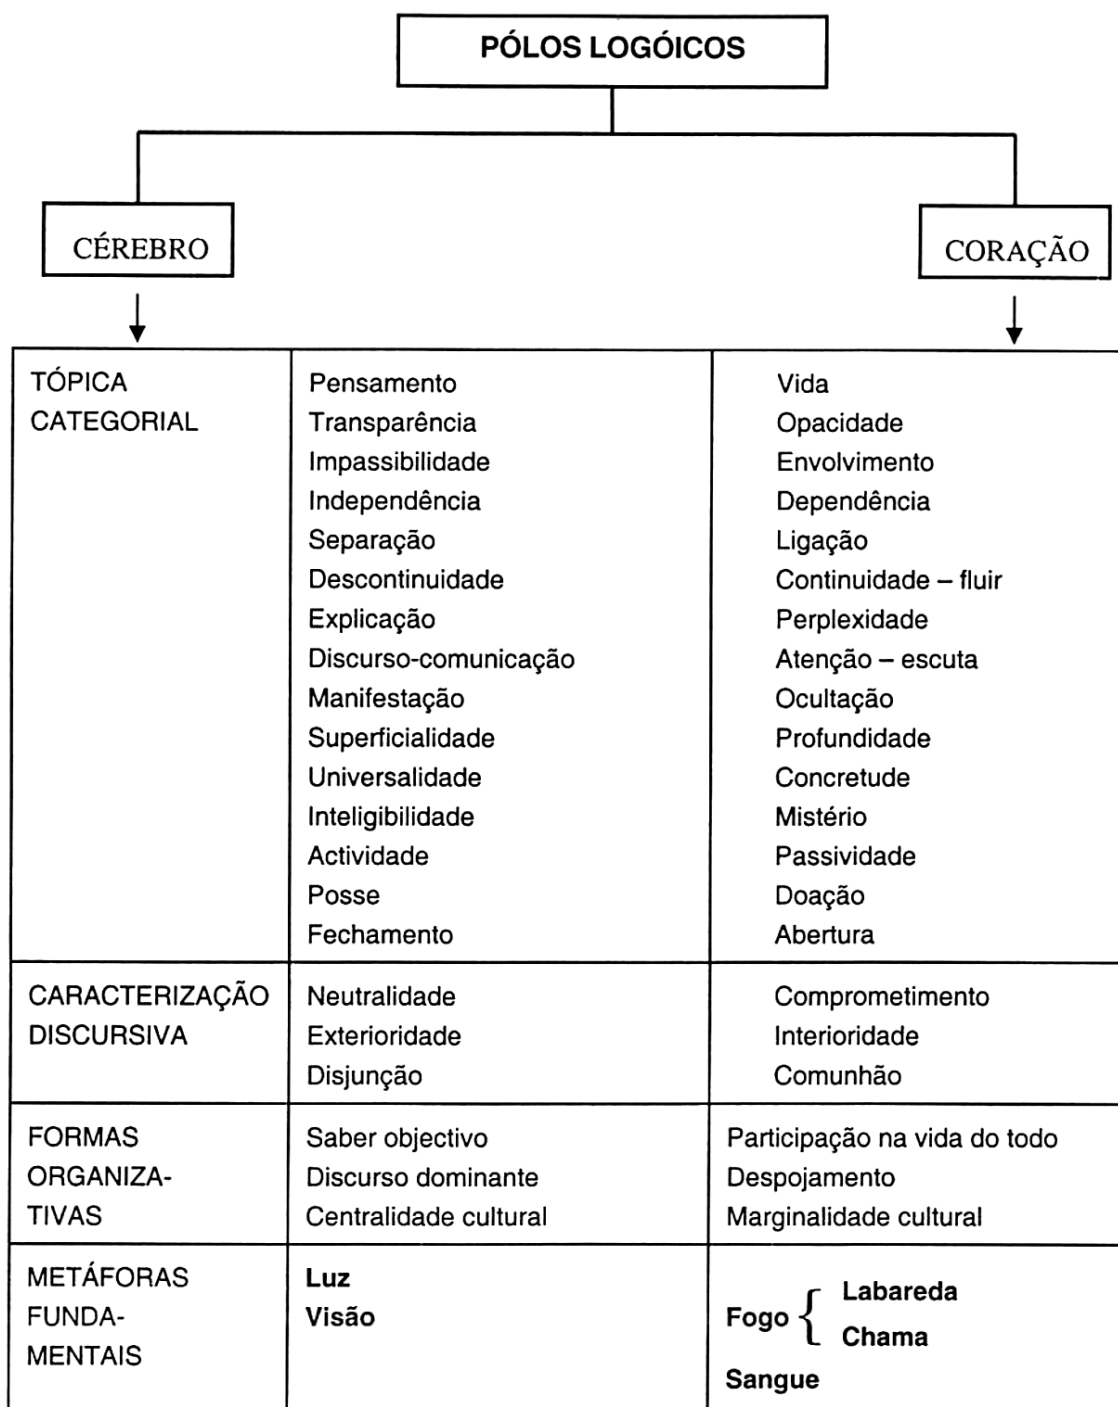 PÓLOS LOGÓICOS
CÉREBRO
CORAÇÃO
TÓPICA
CATEGORIAL
Pensamento
Transparência
Impassibilidade
Independência
Separação
Descontinuidade
Explicação
Discurso-comunicação
Manifestação
Superficialidade
Universalidade
Inteligibilidade
Actividade
Posse
Fechamento
Vida
Opacidade
Envolvimento
Dependência
Ligação
Continuidade – fluir
Perplexidade
Atenção – escuta
Ocultação
Profundidade
Concretude
Mistério
Passividade
Doação
Abertura
CARACTERIZAÇÃO
DISCURSIVA
Neutralidade
Exterioridade
Disjunção
Comprometimento
Interioridade
Comunhão
FORMAS
ORGANIZA-
TIVAS
Saber objectivo
Discurso dominante
Centralidade cultural
Participação na vida do todo
Despojamento
Marginalidade cultural
METÁFORAS
FUNDA-
MENTAIS
Luz
Visão
Fogo { Labareda
Chama
Sangue